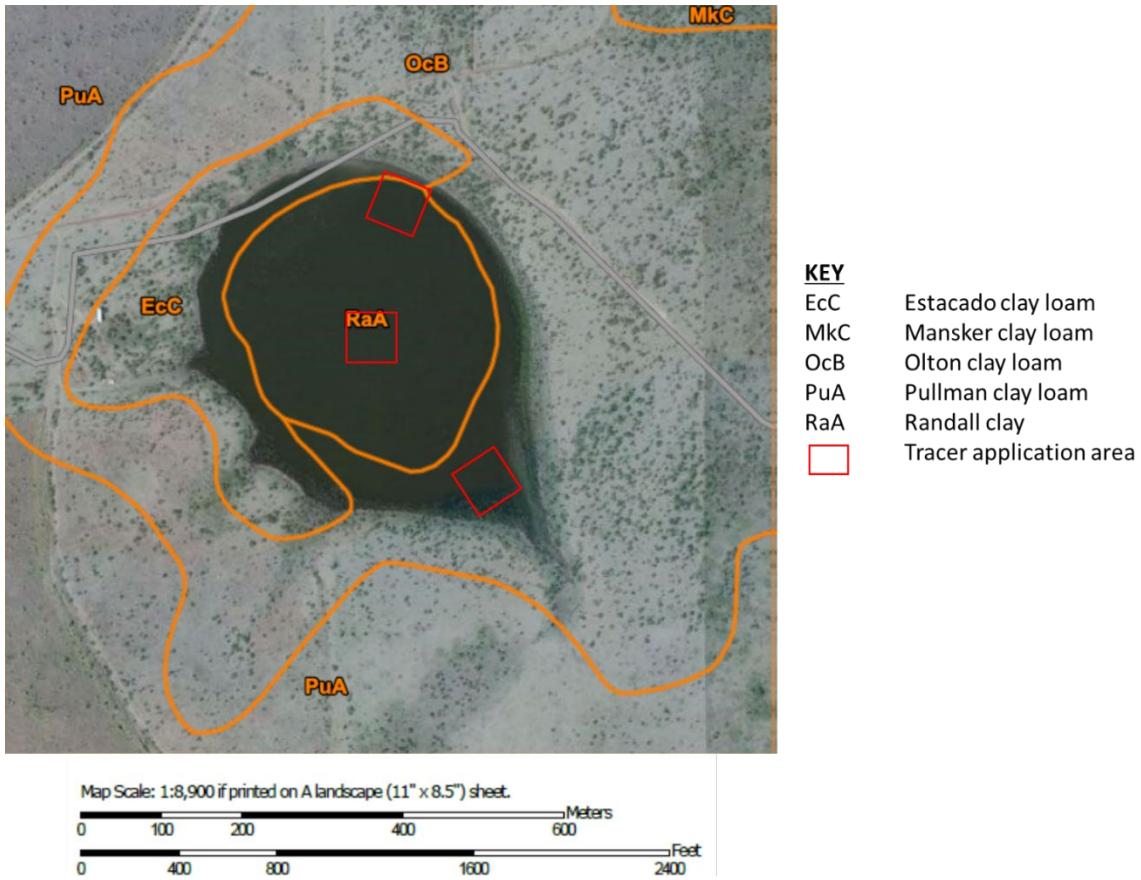 MkC
OcB
PuA
EcC
RaA
PuA
KEY
EcC Estacado clay loam
MkC Mansker clay loam
OcB Olton clay loam
PuA Pullman clay loam
RaA Randall clay
Tracer application area
Map Scale: 1:8,900 if printed on A landscape (11" x 8.5") sheet.
Meters
0 100 200 400 600
Feet
0 400 800 1600 2400